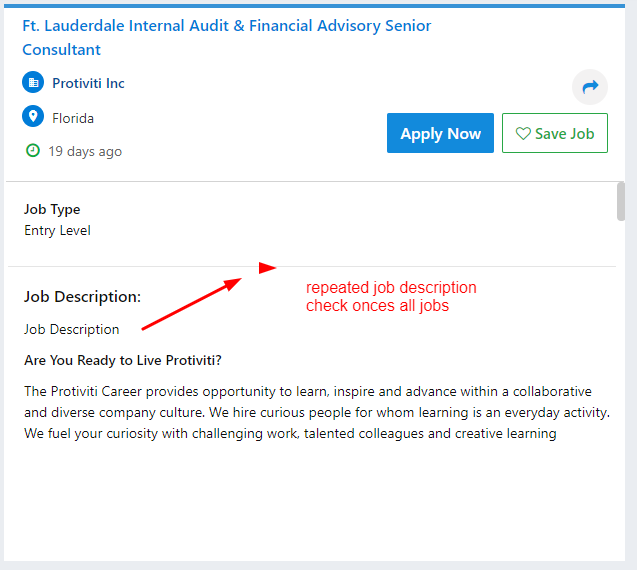 Ft. Lauderdale Internal Audit & Financial Advisory Senior
Consultant
Protiviti Inc
Florida
19 days ago
Apply Now
Save Job
Job Type
Entry Level
repeated job description
check onces all jobs
Job Description:
Job Description
Are You Ready to Live Protiviti?
The Protiviti Career provides opportunity to learn, inspire and advance within a collaborative
and diverse company culture. We hire curious people for whom learning is an everyday activity.
We fuel your curiosity with challenging work, talented colleagues and creative learning